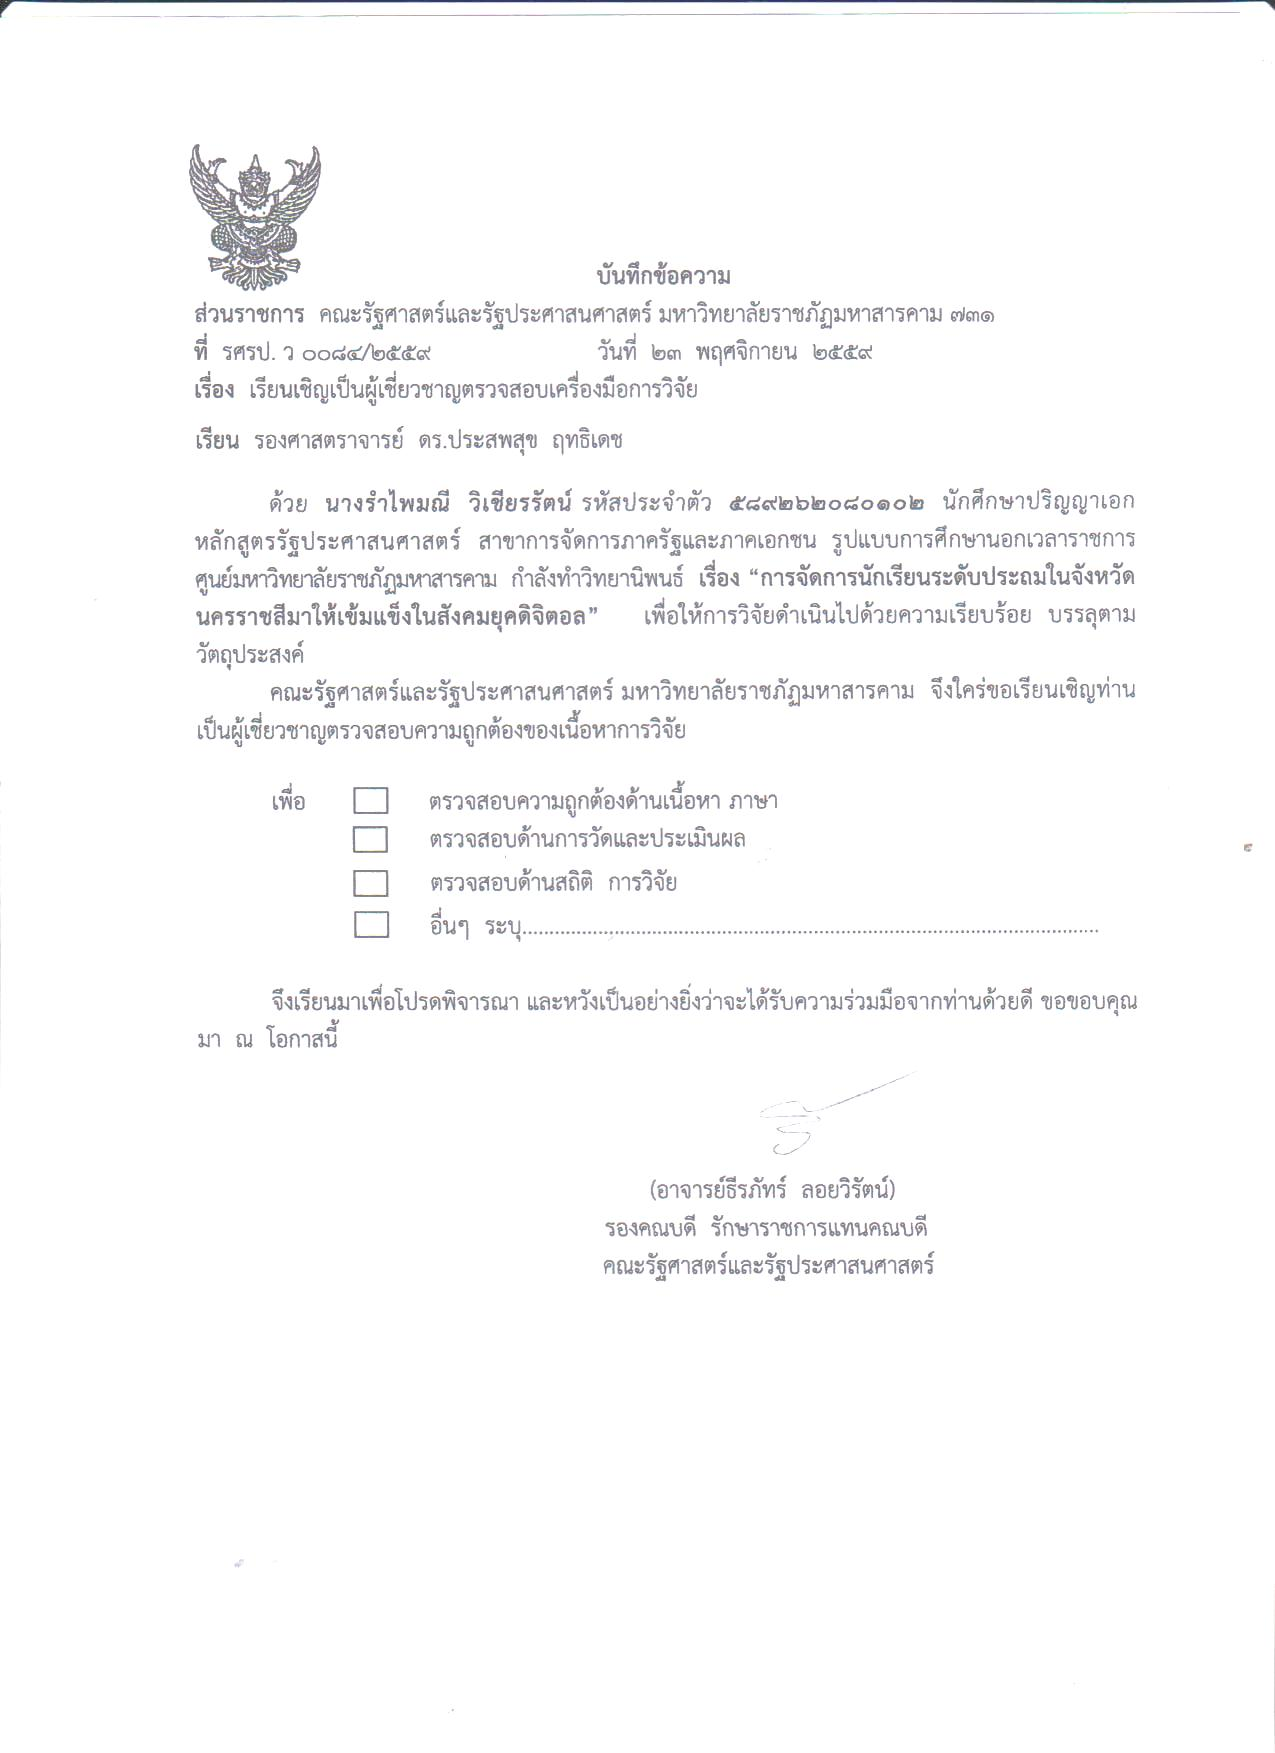 บันทึกข้อความ
ส่วนราชการ คณะรัฐศาสตร์และรัฐประศาสนศาสตร์ มหาวิทยาลัยราชภัฏมหาสารคาม ๗๓๑
ที่ รศรป. ว ๐๐๘๔/๒๕๕๙ วันที่ ๒๓ พฤศจิกายน ๒๕๕๙
เรื่อง เรียนเชิญเป็นผู้เชี่ยวชาญตรวจสอบเครื่องมือการวิจัย
เรียน รองศาสตราจารย์ ดร.ประสพสุข ฤทธิเดช
ด้วย นางรำไพมณี วิเชียรรัตน์ รหัสประจำตัว ๕๘๙๒๖๒๐๘๐๑๐๒ นักศึกษาปริญญาเอก
หลักสูตรรัฐประศาสนศาสตร์ สาขาการจัดการภาครัฐและภาคเอกชน รูปแบบการศึกษานอกเวลาราชการ
ศูนย์มหาวิทยาลัยราชภัฏมหาสารคาม กำลังทำวิทยานิพนธ์ เรื่อง “การจัดการนักเรียนระดับประถมในจังหวัด
นครราชสีมาให้เข้มแข็งในสังคมยุคดิจิตอล” เพื่อให้การวิจัยดำเนินไปด้วยความเรียบร้อย บรรลุตาม
วัตถุประสงค์
คณะรัฐศาสตร์และรัฐประศาสนศาสตร์ มหาวิทยาลัยราชภัฏมหาสารคาม จึงใคร่ขอเรียนเชิญท่าน
เป็นผู้เชี่ยวชาญตรวจสอบความถูกต้องของเนื้อหาการวิจัย
เพื่อ ตรวจสอบความถูกต้องด้านเนื้อหา ภาษา
ตรวจสอบด้านการวัดและประเมินผล
ตรวจสอบด้านสถิติ การวิจัย
อื่นๆ ระบุ..........................................................................................................
จึงเรียนมาเพื่อโปรดพิจารณา และหวังเป็นอย่างยิ่งว่าจะได้รับความร่วมมือจากท่านด้วยดี ขอขอบคุณ
มา ณ โอกาสนี้
(อาจารย์ธีรภัทร์ ลอยวิรัตน์)
รองคณบดี รักษาราชการแทนคณบดี
คณะรัฐศาสตร์และรัฐประศาสนศาสตร์